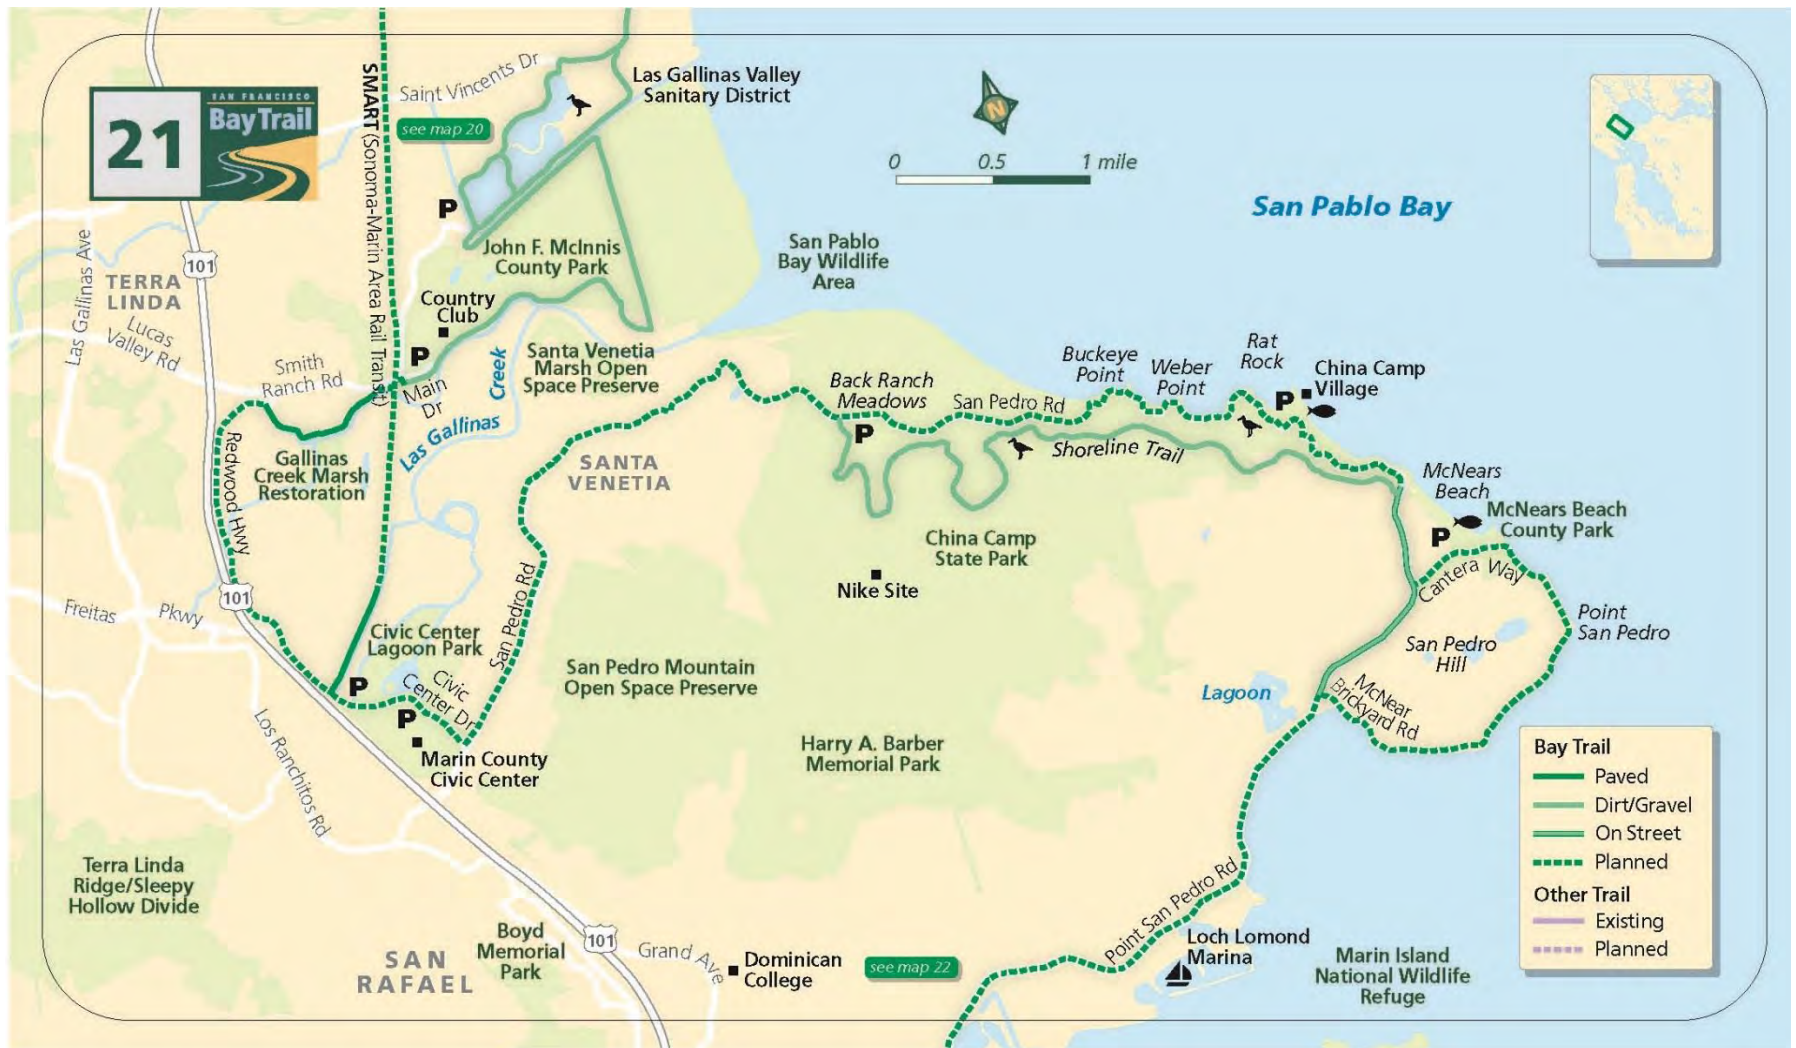 21
SAN FRANCISCO
BayTrail
SMART (Sonoma-Marin Area Rail Transit)
Saint Vincents Dr
see map 20
Las Gallinas Valley
Sanitary District
N
0 0.5 1 mile
San Pablo Bay
P
John F. McInnis
County Park
San Pablo
Bay Wildlife
Area
Las Gallinas Ave
101
TERRA
LINDA
Lucas
Valley Rd
Country
Club
P
Smith
Ranch Rd
Main
Dr
Las Gallinas
Creek
Santa Venetia
Marsh Open
Space Preserve
Back Ranch
Meadows
P
San Pedro Rd
Buckeye
Point
Weber
Point
Rat
Rock
P
China Camp
Village
Shoreline Trail
Redwood Hwy
Gallinas
Creek Marsh
Restoration
SANTA
VENETIA
McNears
Beach
McNears Beach
County Park
P
China Camp
State Park
Nike Site
Cantera Way
Point
San Pedro
San Pedro
Hill
101
Freitas Pkwy
Civic Center
Lagoon Park
San Pedro Rd
P
Civic
Center Dr
P
Marin County
Civic Center
San Pedro Mountain
Open Space Preserve
Lagoon
McNear
Brickyard Rd
Harry A. Barber
Memorial Park
Los Ranchitos Rd
Terra Linda
Ridge/Sleepy
Hollow Divide
Point San Pedro Rd
Boyd
Memorial
Park
101
Grand Ave
Dominican
College
see map 22
SAN
RAFAEL
Loch Lomond
Marina
Marin Island
National Wildlife
Refuge
Bay Trail
Paved
Dirt/Gravel
On Street
Planned
Other Trail
Existing
Planned